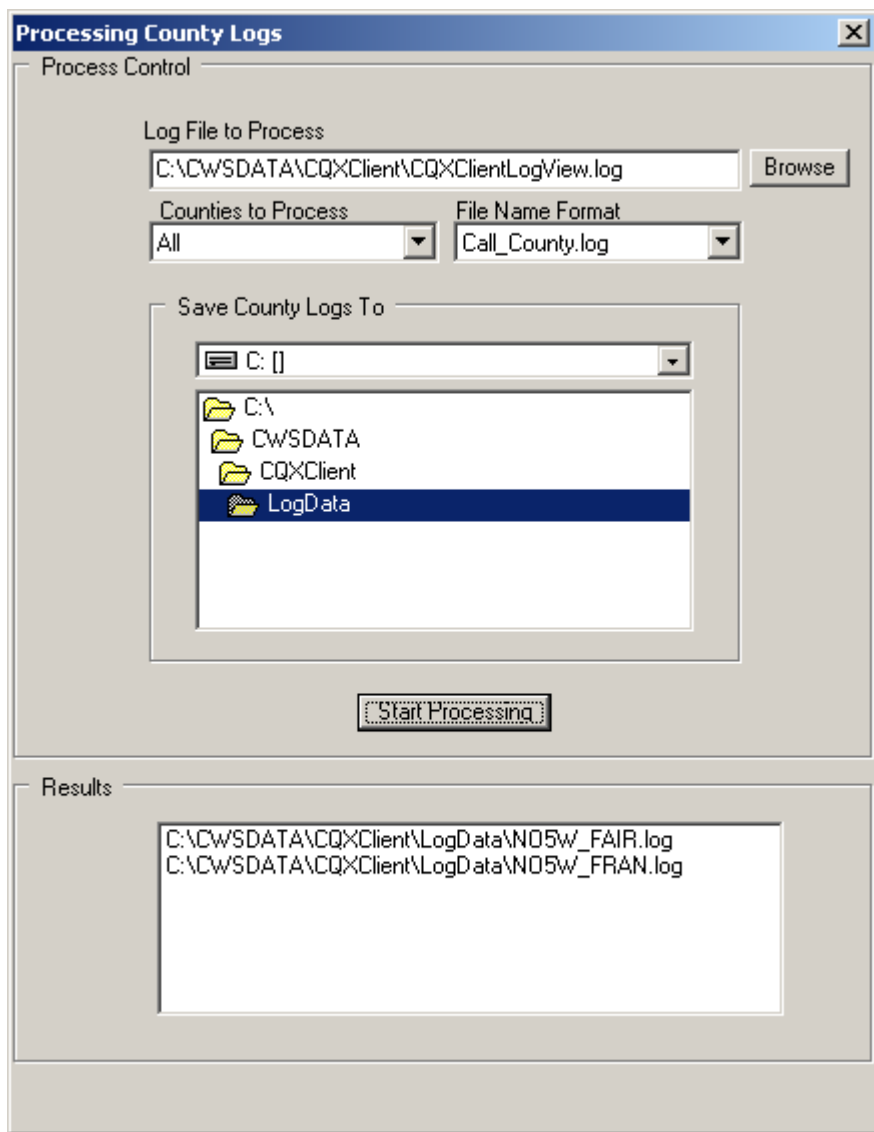 Processing County Logs
Process Control
Log File to Process
C:\CWSDATA\CQXClient\CQXClientLogView.log
Browse
Counties to Process
File Name Format
All
Call_County.log
Save County Logs To
C: []
C:\
CWSDATA
CQXClient
LogData
Start Processing
Results
C:\CWSDATA\CQXClient\LogData\NO5W_FAIR.log
C:\CWSDATA\CQXClient\LogData\NO5W_FRAN.log